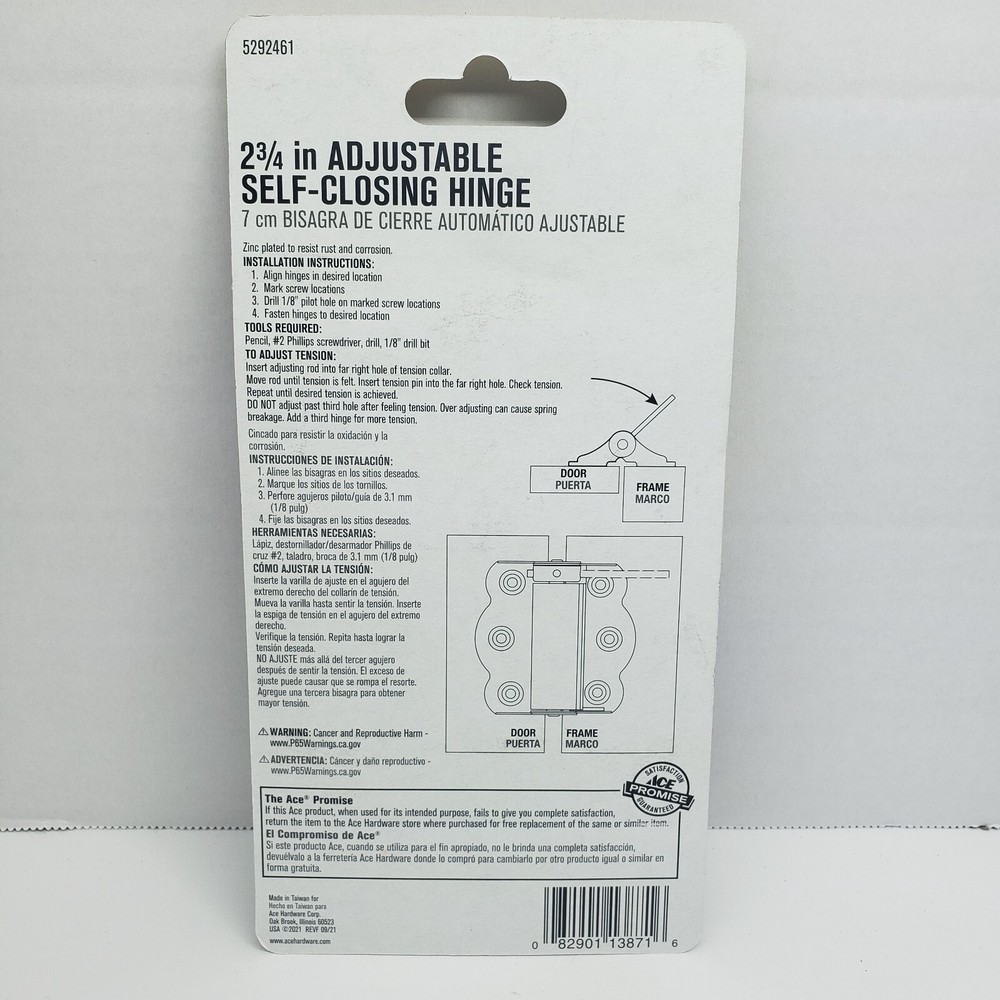 5292461
2¾ in ADJUSTABLE
SELF-CLOSING HINGE
7 cm BISAGRA DE CIERRE AUTOMÁTICO AJUSTABLE
Zinc plated to resist rust and corrosion.
INSTALLATION INSTRUCTIONS:
1. Align hinges in desired location
2. Mark screw locations
3. Drill 1/8" pilot hole on marked screw locations
4. Fasten hinges to desired location
TOOLS REQUIRED:
Pencil, #2 Phillips screwdriver, drill, 1/8" drill bit
TO ADJUST TENSION:
Insert adjusting rod into far right hole of tension collar.
Move rod until tension is felt. Insert tension pin into the far right hole. Check tension.
Repeat until desired tension is achieved.
DO NOT adjust past third hole after feeling tension. Over adjusting can cause spring
breakage. Add a third hinge for more tension.
Cincado para resistir la oxidación y la
corrosión.
INSTRUCCIONES DE INSTALACIÓN:
1. Alinee las bisagras en los sitios deseados.
2. Marque los sitios de los tornillos.
3. Perfore agujeros piloto/guía de 3.1 mm
(1/8 pulg)
4. Fije las bisagras en los sitios deseados.
HERRAMIENTAS NECESARIAS:
Lápiz, destornillador/desarmador Phillips de
cruz #2, taladro, broca de 3.1 mm (1/8 pulg)
CÓMO AJUSTAR LA TENSIÓN:
Inserte la varilla de ajuste en el agujero del
extremo derecho del collarín de tensión.
Mueva la varilla hasta sentir la tensión. Inserte
la espiga de tensión en el agujero del extremo
derecho.
Verifique la tensión. Repita hasta lograr la
tensión deseada.
NO AJUSTE más allá del tercer agujero
después de sentir la tensión. El exceso de
ajuste puede causar que se rompa el resorte.
Agregue una tercera bisagra para obtener
mayor tensión.
DOOR
PUERTA
FRAME
MARCO
DOOR
PUERTA
FRAME
MARCO
⚠ WARNING: Cancer and Reproductive Harm -
www.P65Warnings.ca.gov
⚠ ADVERTENCIA: Cáncer y daño reproductivo -
www.P65Warnings.ca.gov
SATISFACTION
ACE
PROMISE
GUARANTEED
The Ace® Promise
If this Ace product, when used for its intended purpose, fails to give you complete satisfaction,
return the item to the Ace Hardware store where purchased for free replacement of the same or similar item.
El Compromiso de Ace®
Si este producto Ace, cuando se utiliza para el fin apropiado, no le brinda una completa satisfacción,
devuélvalo a la ferretería Ace Hardware donde lo compró para cambiarlo por otro producto igual o similar en
forma gratuita.
Made in Taiwan for
Hecho en Taiwan para
Ace Hardware Corp.
Oak Brook, Illinois 60523
USA ©2021 REVF 09/21
www.acehardware.com
0 82901 13871 6